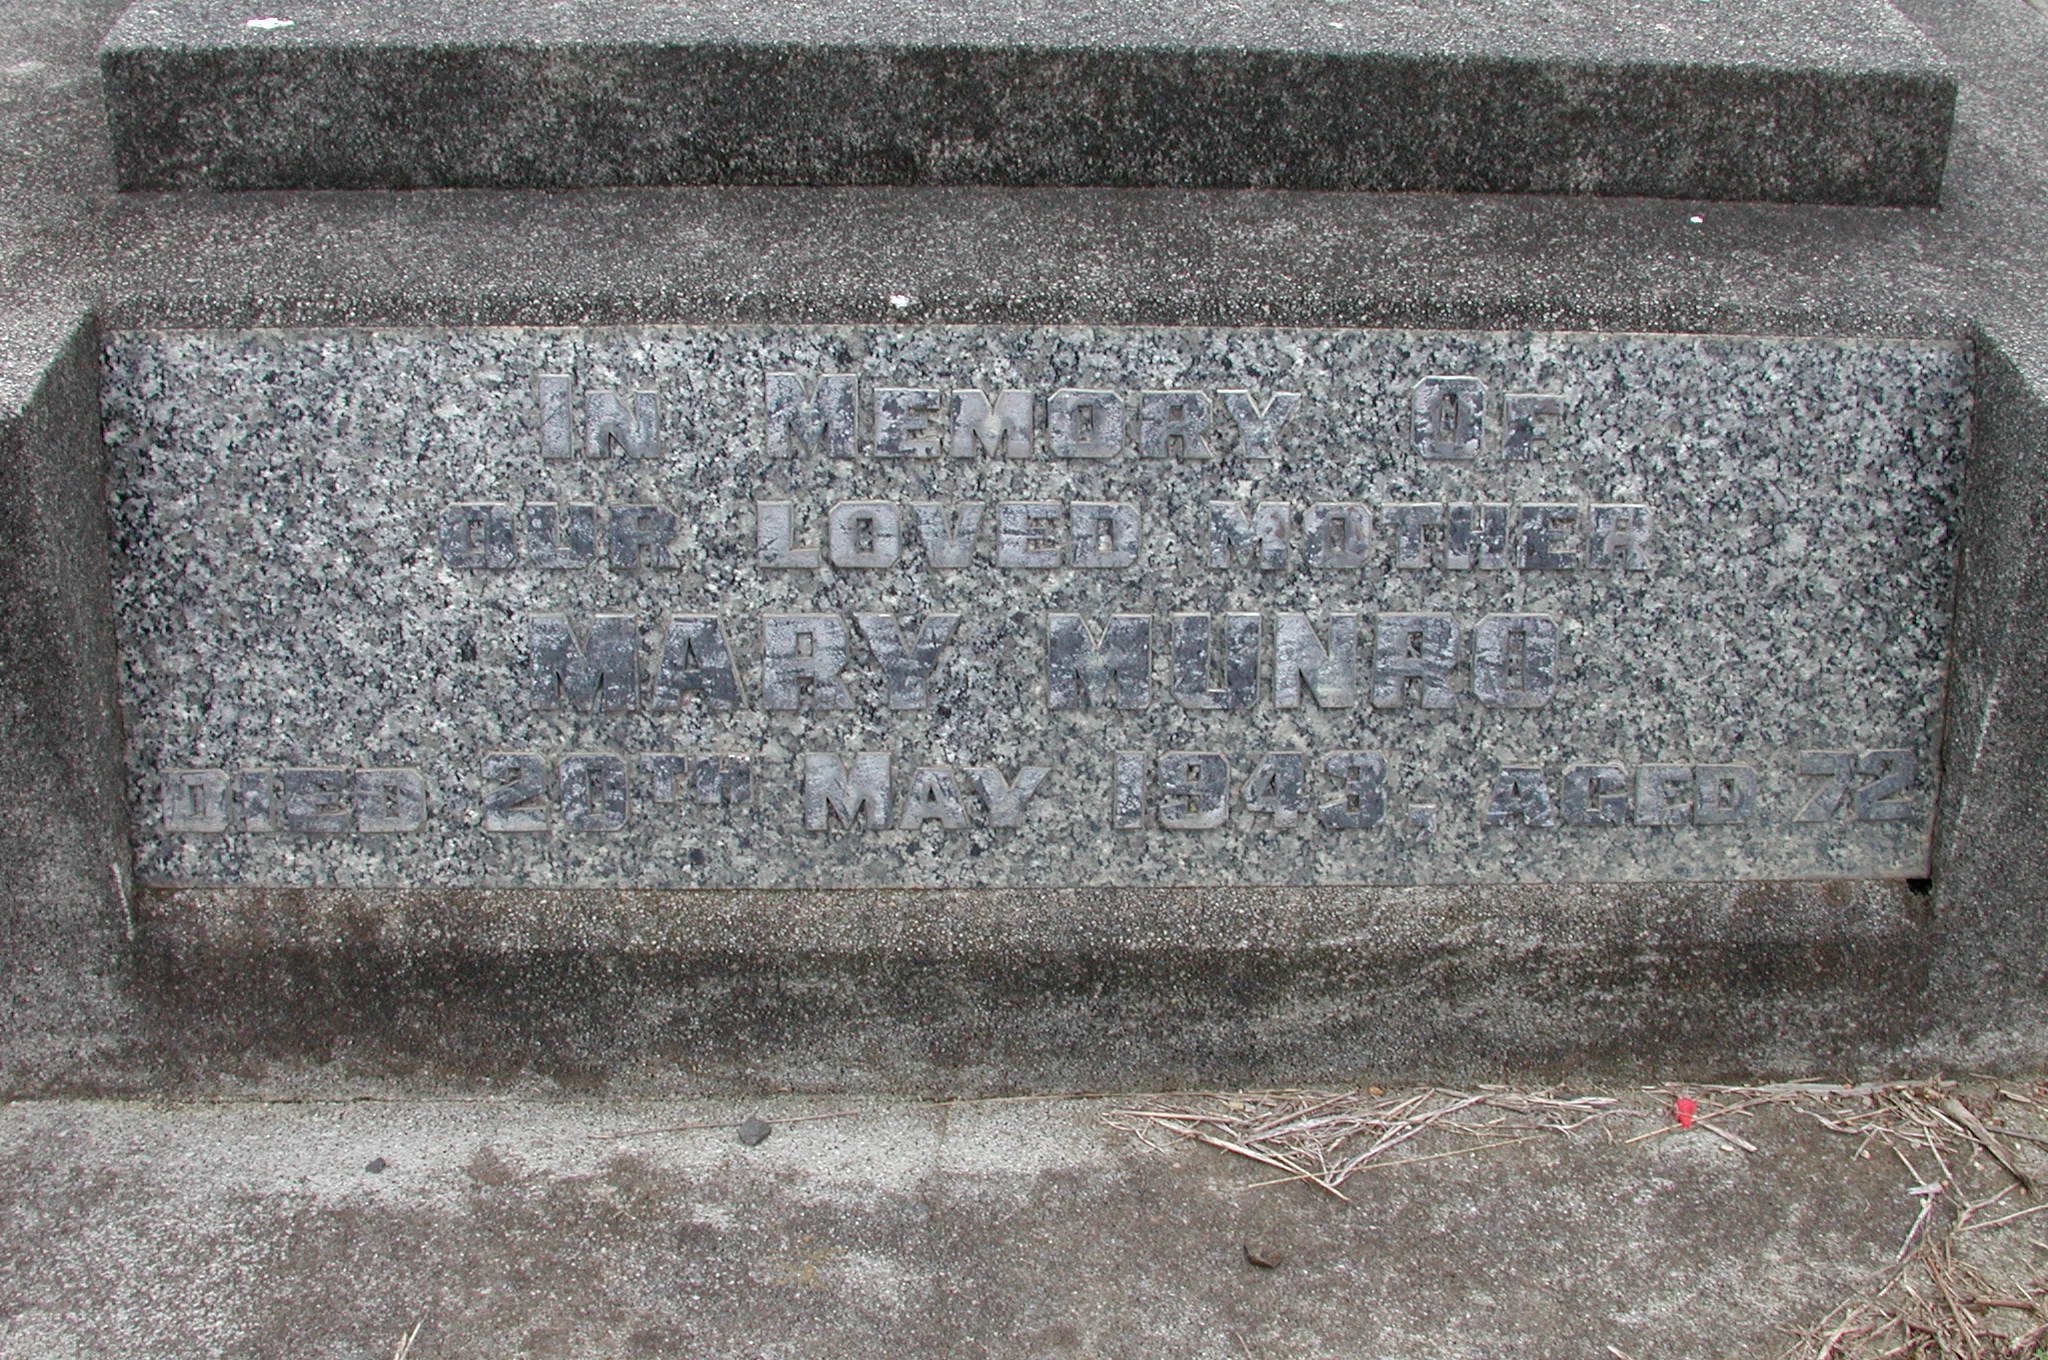 IN MEMORY OF
OUR LOVED MOTHER
MARY MUNRO
DIED 20TH MAY 1943, AGED 72